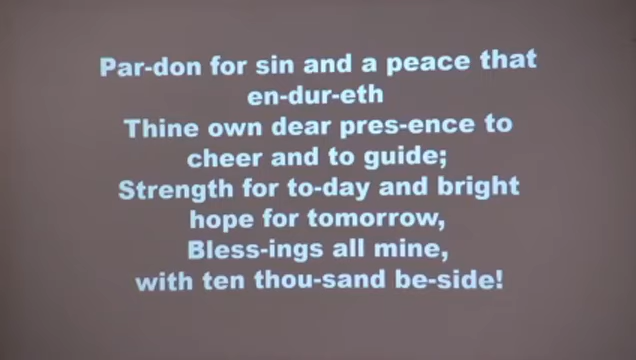 Par-don for sin and a peace that
en-dur-eth
Thine own dear pres-ence to
cheer and to guide;
Strength for to-day and bright
hope for tomorrow,
Bless-ings all mine,
with ten thou-sand be-side!